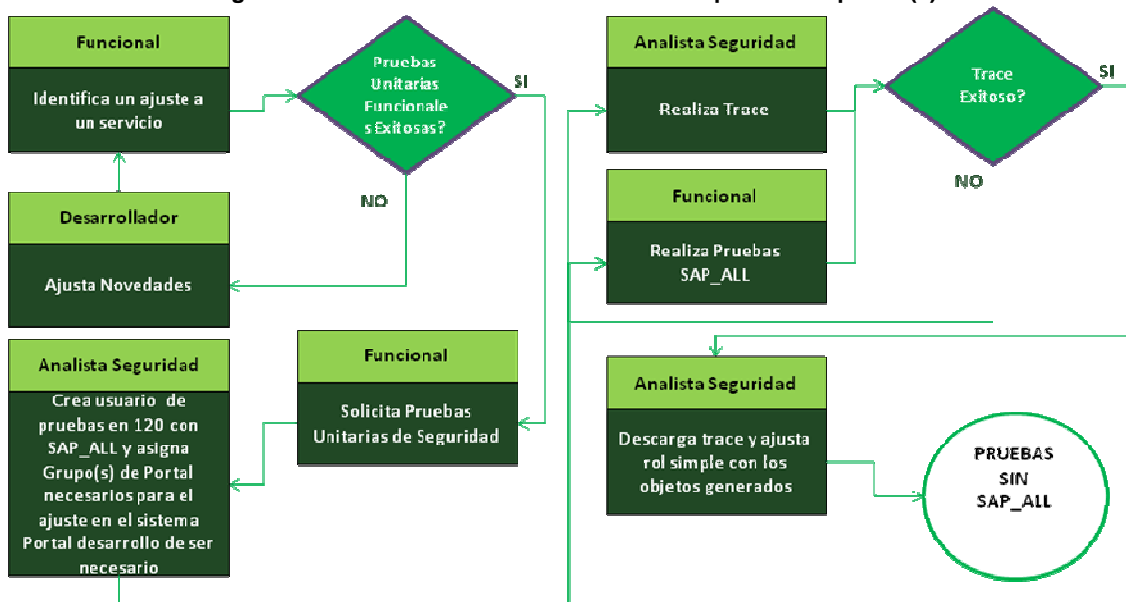 Funcional
Identifica un ajuste a
un servicio
Pruebas
Unitarias
Funcionale
s Exitosas?
SI
NO
Desarrollador
Ajusta Novedades
Analista Seguridad
Crea usuario de
pruebas en 120 con
SAP_ALL y asigna
Grupo(s) de Portal
necesarios para el
ajuste en el sistema
Portal desarrollo de ser
necesario
Funcional
Solicita Pruebas
Unitarias de Seguridad
Analista Seguridad
Realiza Trace
Trace
Exitoso?
SI
NO
Funcional
Realiza Pruebas
SAP_ALL
Analista Seguridad
Descarga trace y ajusta
rol simple con los
objetos generados
PRUEBAS
SIN
SAP_ALL